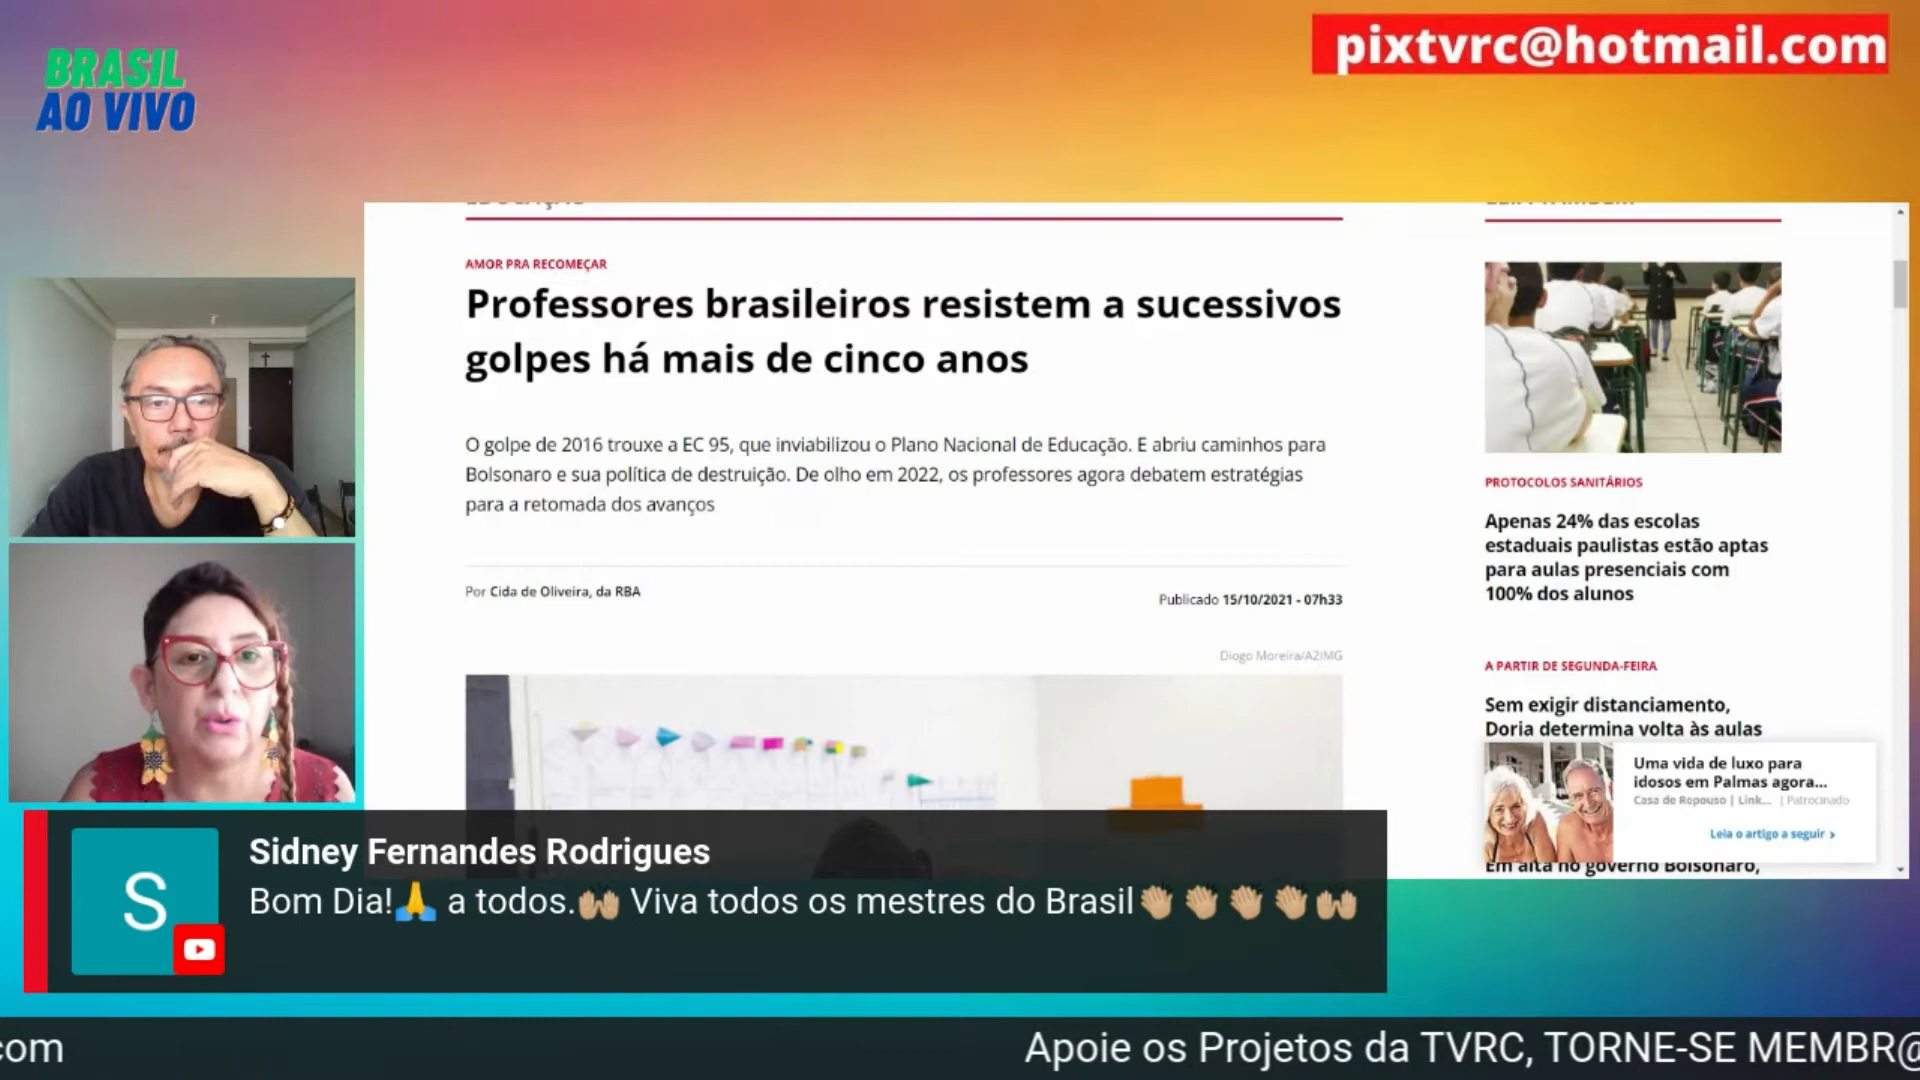 BRASIL
AO VIVO
pixtvrc@hotmail.com
AMOR PRA RECOMEÇAR
Professores brasileiros resistem a sucessivos
golpes há mais de cinco anos
O golpe de 2016 trouxe a EC 95, que inviabilizou o Plano Nacional de Educação. E abriu caminhos para
Bolsonaro e sua política de destruição. De olho em 2022, os professores agora debatem estratégias
para a retomada dos avanços
Por Cida de Oliveira, da RBA
Publicado 15/10/2021 - 07h33
Diogo Moreira/A2IMG
PROTOCOLOS SANITÁRIOS
Apenas 24% das escolas
estaduais paulistas estão aptas
para aulas presenciais com
100% dos alunos
A PARTIR DE SEGUNDA-FEIRA
Sem exigir distanciamento,
Doria determina volta às aulas
Uma vida de luxo para
idosos em Palmas agora...
Casa de Repouso | Link... | Patrocinado
Leia o artigo a seguir >
Em alta no governo Bolsonaro,
S
Sidney Fernandes Rodrigues
Bom Dia!🙏 a todos.🙌🏼 Viva todos os mestres do Brasil👏🏼👏🏼👏🏼👏🏼🙌🏼
com
Apoie os Projetos da TVRC, TORNE-SE MEMBR@